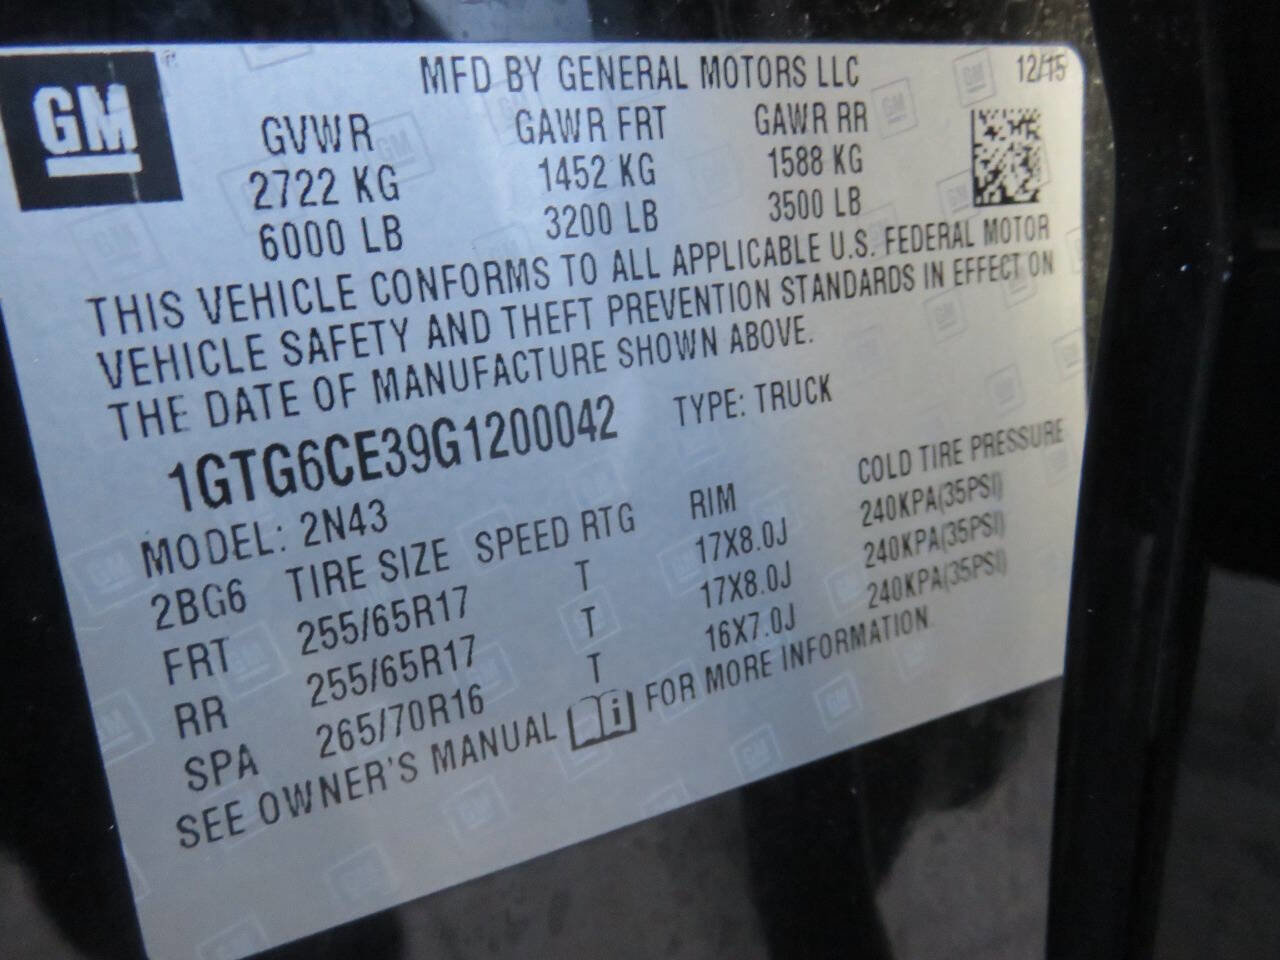 GM
MFD BY GENERAL MOTORS LLC 12/15
GVWR GAWR FRT GAWR RR
2722 KG 1452 KG 1588 KG
6000 LB 3200 LB 3500 LB
THIS VEHICLE CONFORMS TO ALL APPLICABLE U.S. FEDERAL MOTOR
VEHICLE SAFETY AND THEFT PREVENTION STANDARDS IN EFFECT ON
THE DATE OF MANUFACTURE SHOWN ABOVE.
1GTG6CE39G1200042 TYPE: TRUCK
MODEL: 2N43
2BG6 TIRE SIZE SPEED RTG RIM COLD TIRE PRESSURE
FRT 255/65R17 T 17X8.0J 240KPA(35PSI)
RR 255/65R17 T 17X8.0J 240KPA(35PSI)
SPA 265/70R16 T 16X7.0J 240KPA(35PSI)
SEE OWNER'S MANUAL i FOR MORE INFORMATION.